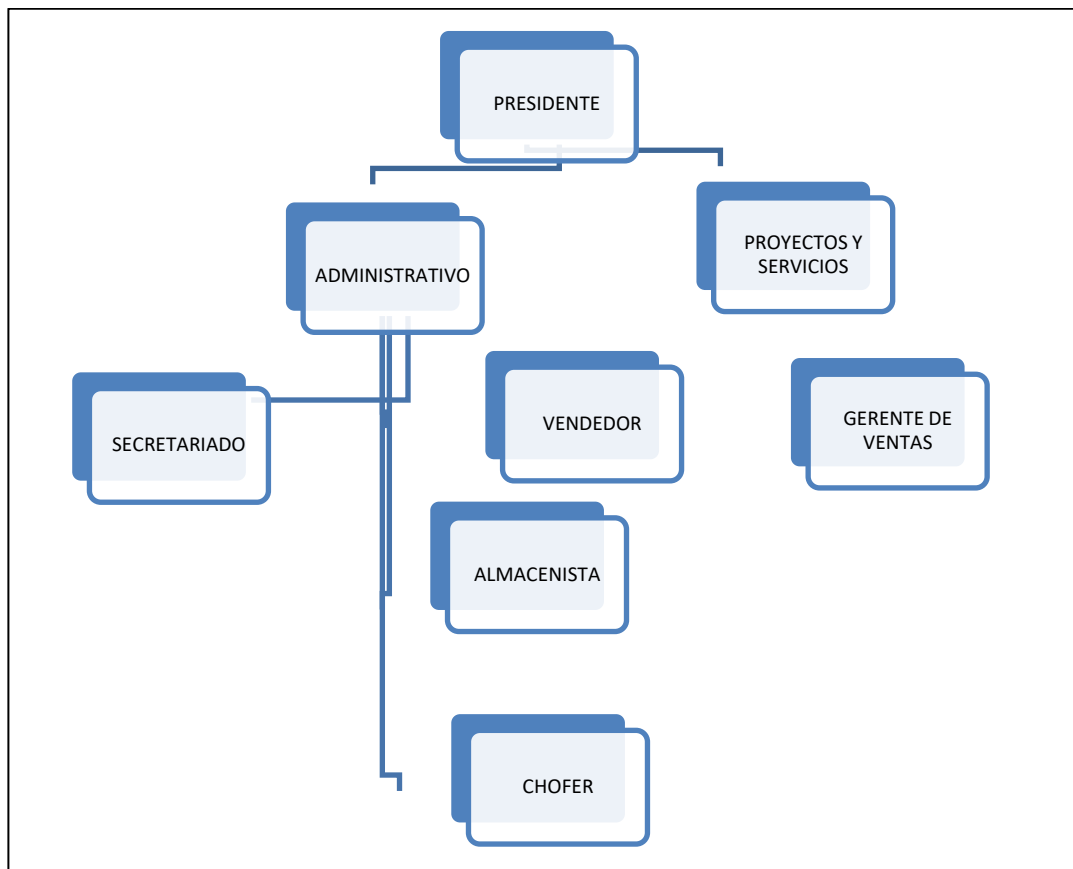 PRESIDENTE
ADMINISTRATIVO
PROYECTOS Y
SERVICIOS
SECRETARIADO
VENDEDOR
GERENTE DE
VENTAS
ALMACENISTA
CHOFER